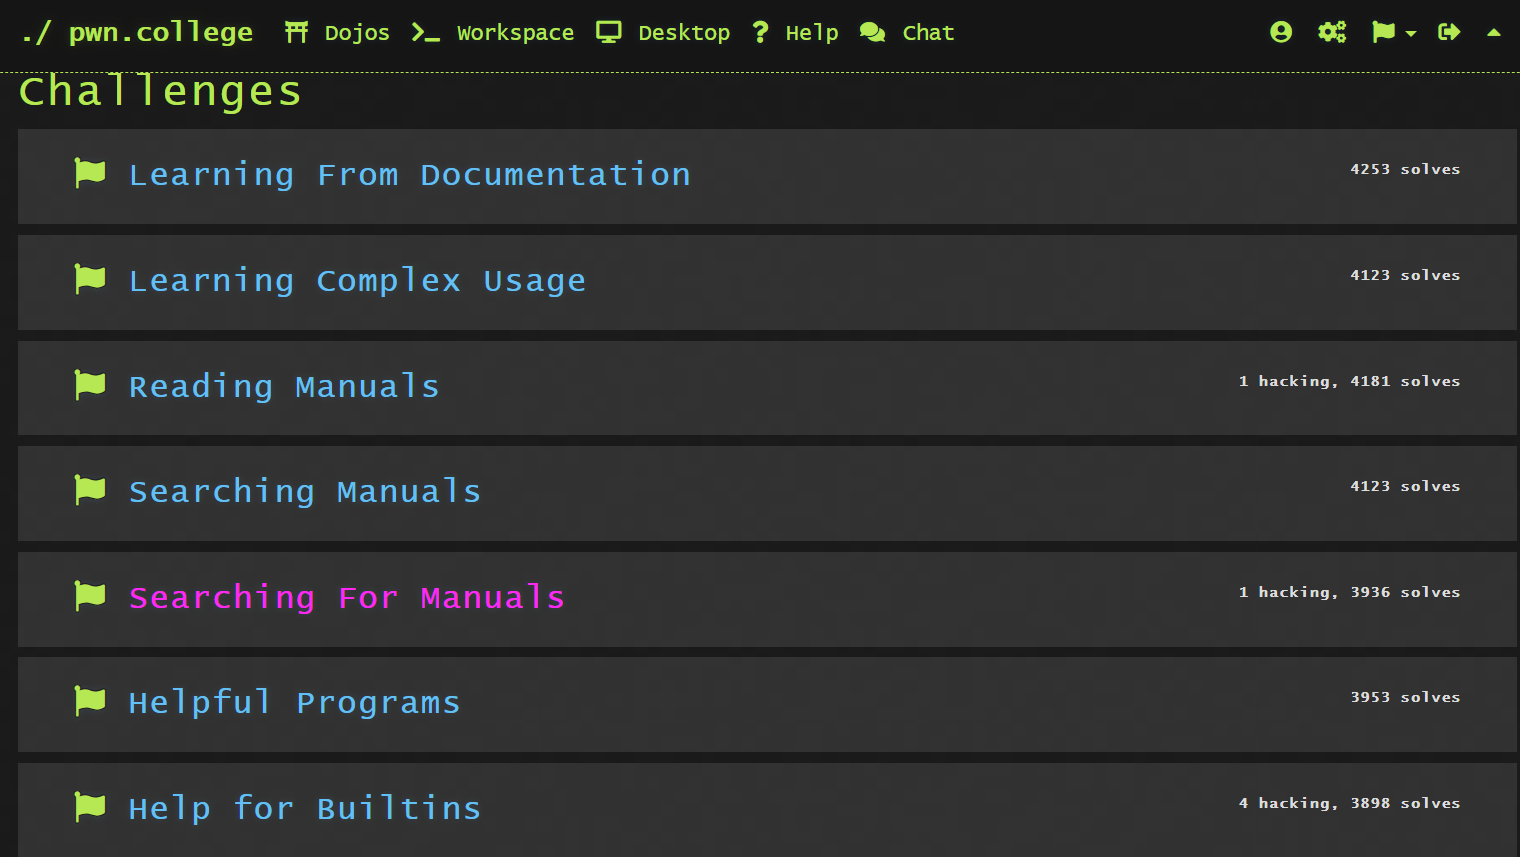 ./ pwn.college Dojos Workspace Desktop ? Help Chat
Challenges
Learning From Documentation 4253 solves
Learning Complex Usage 4123 solves
Reading Manuals 1 hacking, 4181 solves
Searching Manuals 4123 solves
Searching For Manuals 1 hacking, 3936 solves
Helpful Programs 3953 solves
Help for Builtins 4 hacking, 3898 solves